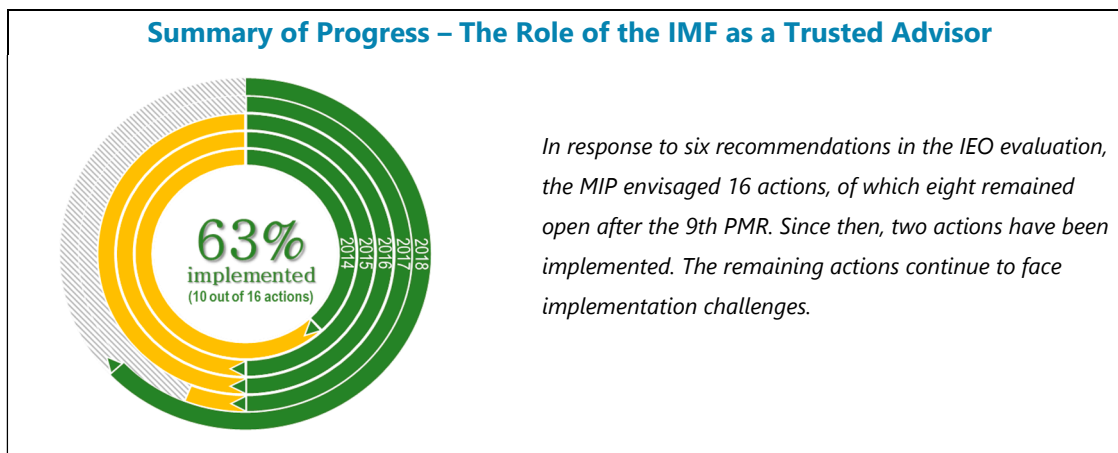 Summary of Progress – The Role of the IMF as a Trusted Advisor
63%
implemented
(10 out of 16 actions)
2014
2015
2016
2017
2018
In response to six recommendations in the IEO evaluation,
the MIP envisaged 16 actions, of which eight remained
open after the 9th PMR. Since then, two actions have been
implemented. The remaining actions continue to face
implementation challenges.